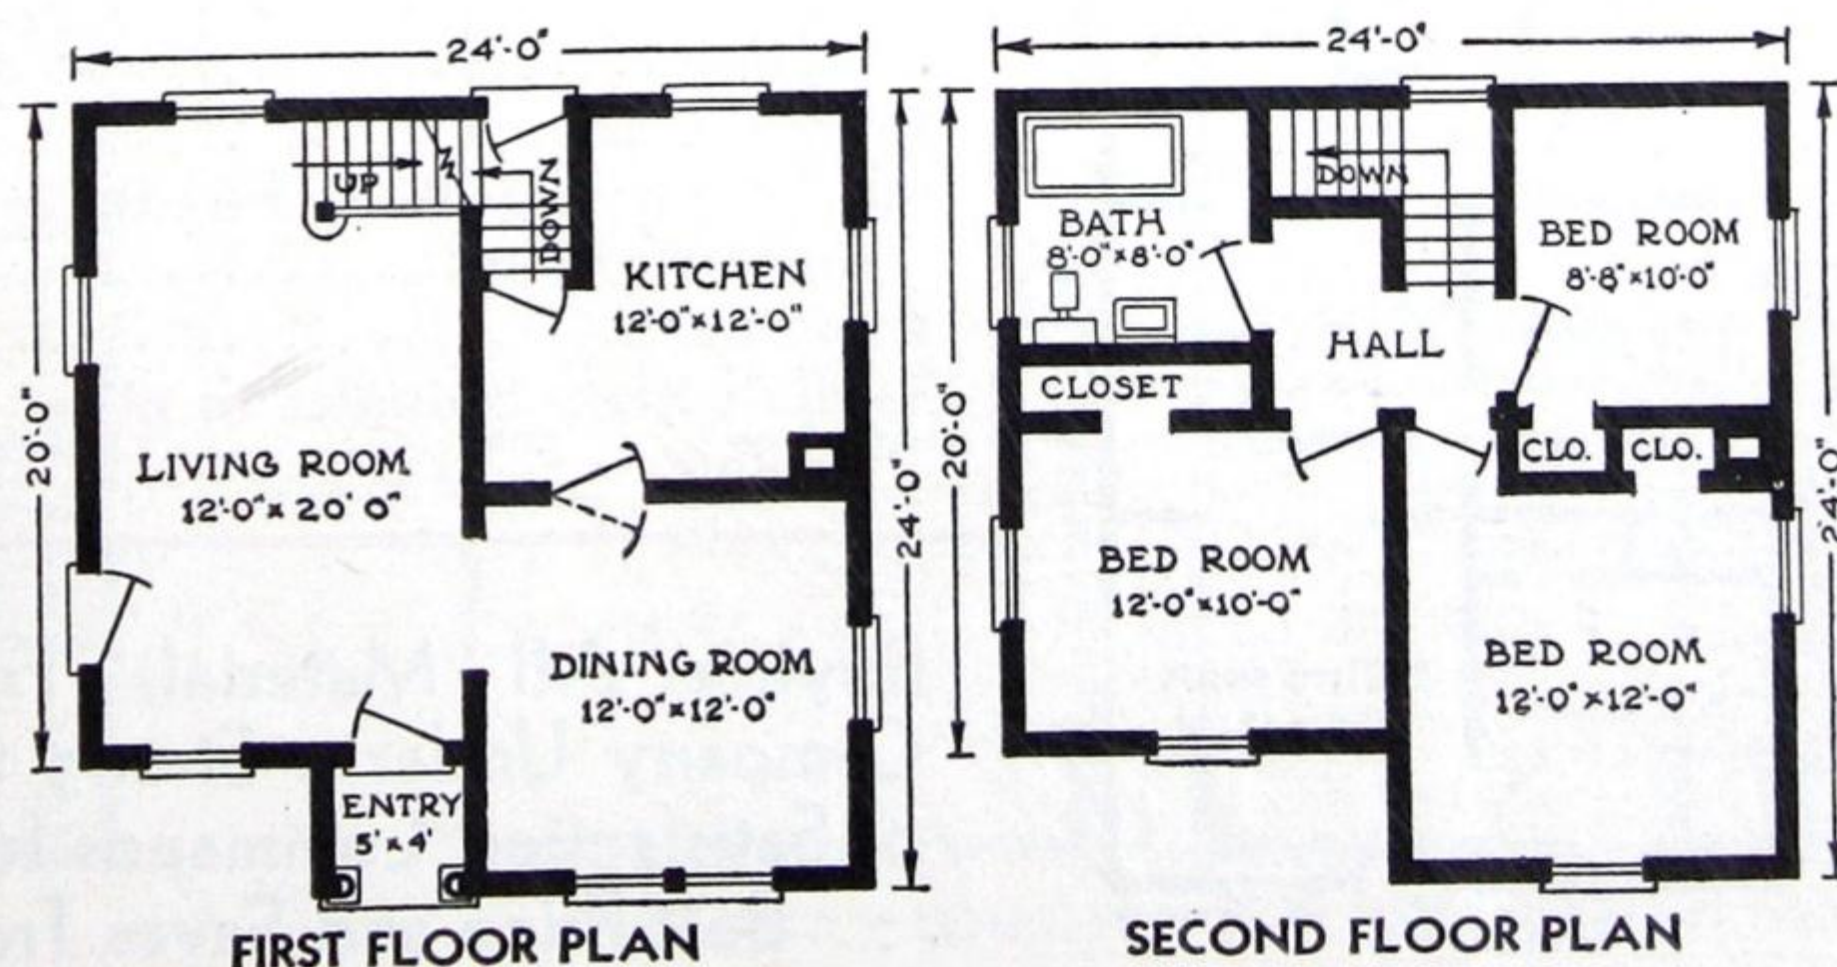 24'-0"
20'-0"
UP
DOWN
KITCHEN
12'-0"x12'-0"
LIVING ROOM
12'-0"x 20' 0"
DINING ROOM
12'-0"x12'-0"
ENTRY
5'x4'
24'-0"
FIRST FLOOR PLAN
24'-0"
20'-0"
BATH
8'-0"x8'-0"
DOWN
BED ROOM
8'-8"x10'-0"
HALL
CLOSET
CLO.
CLO.
BED ROOM
12'-0"x10'-0"
BED ROOM
12'-0"x12'-0"
24'-0"
SECOND FLOOR PLAN